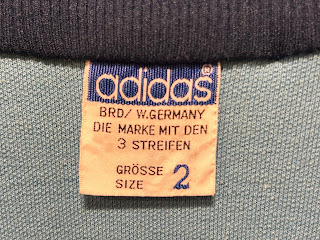 adidas®
BRD/ W.GERMANY
DIE MARKE MIT DEN
3 STREIFEN
GRÖSSE
SIZE 2